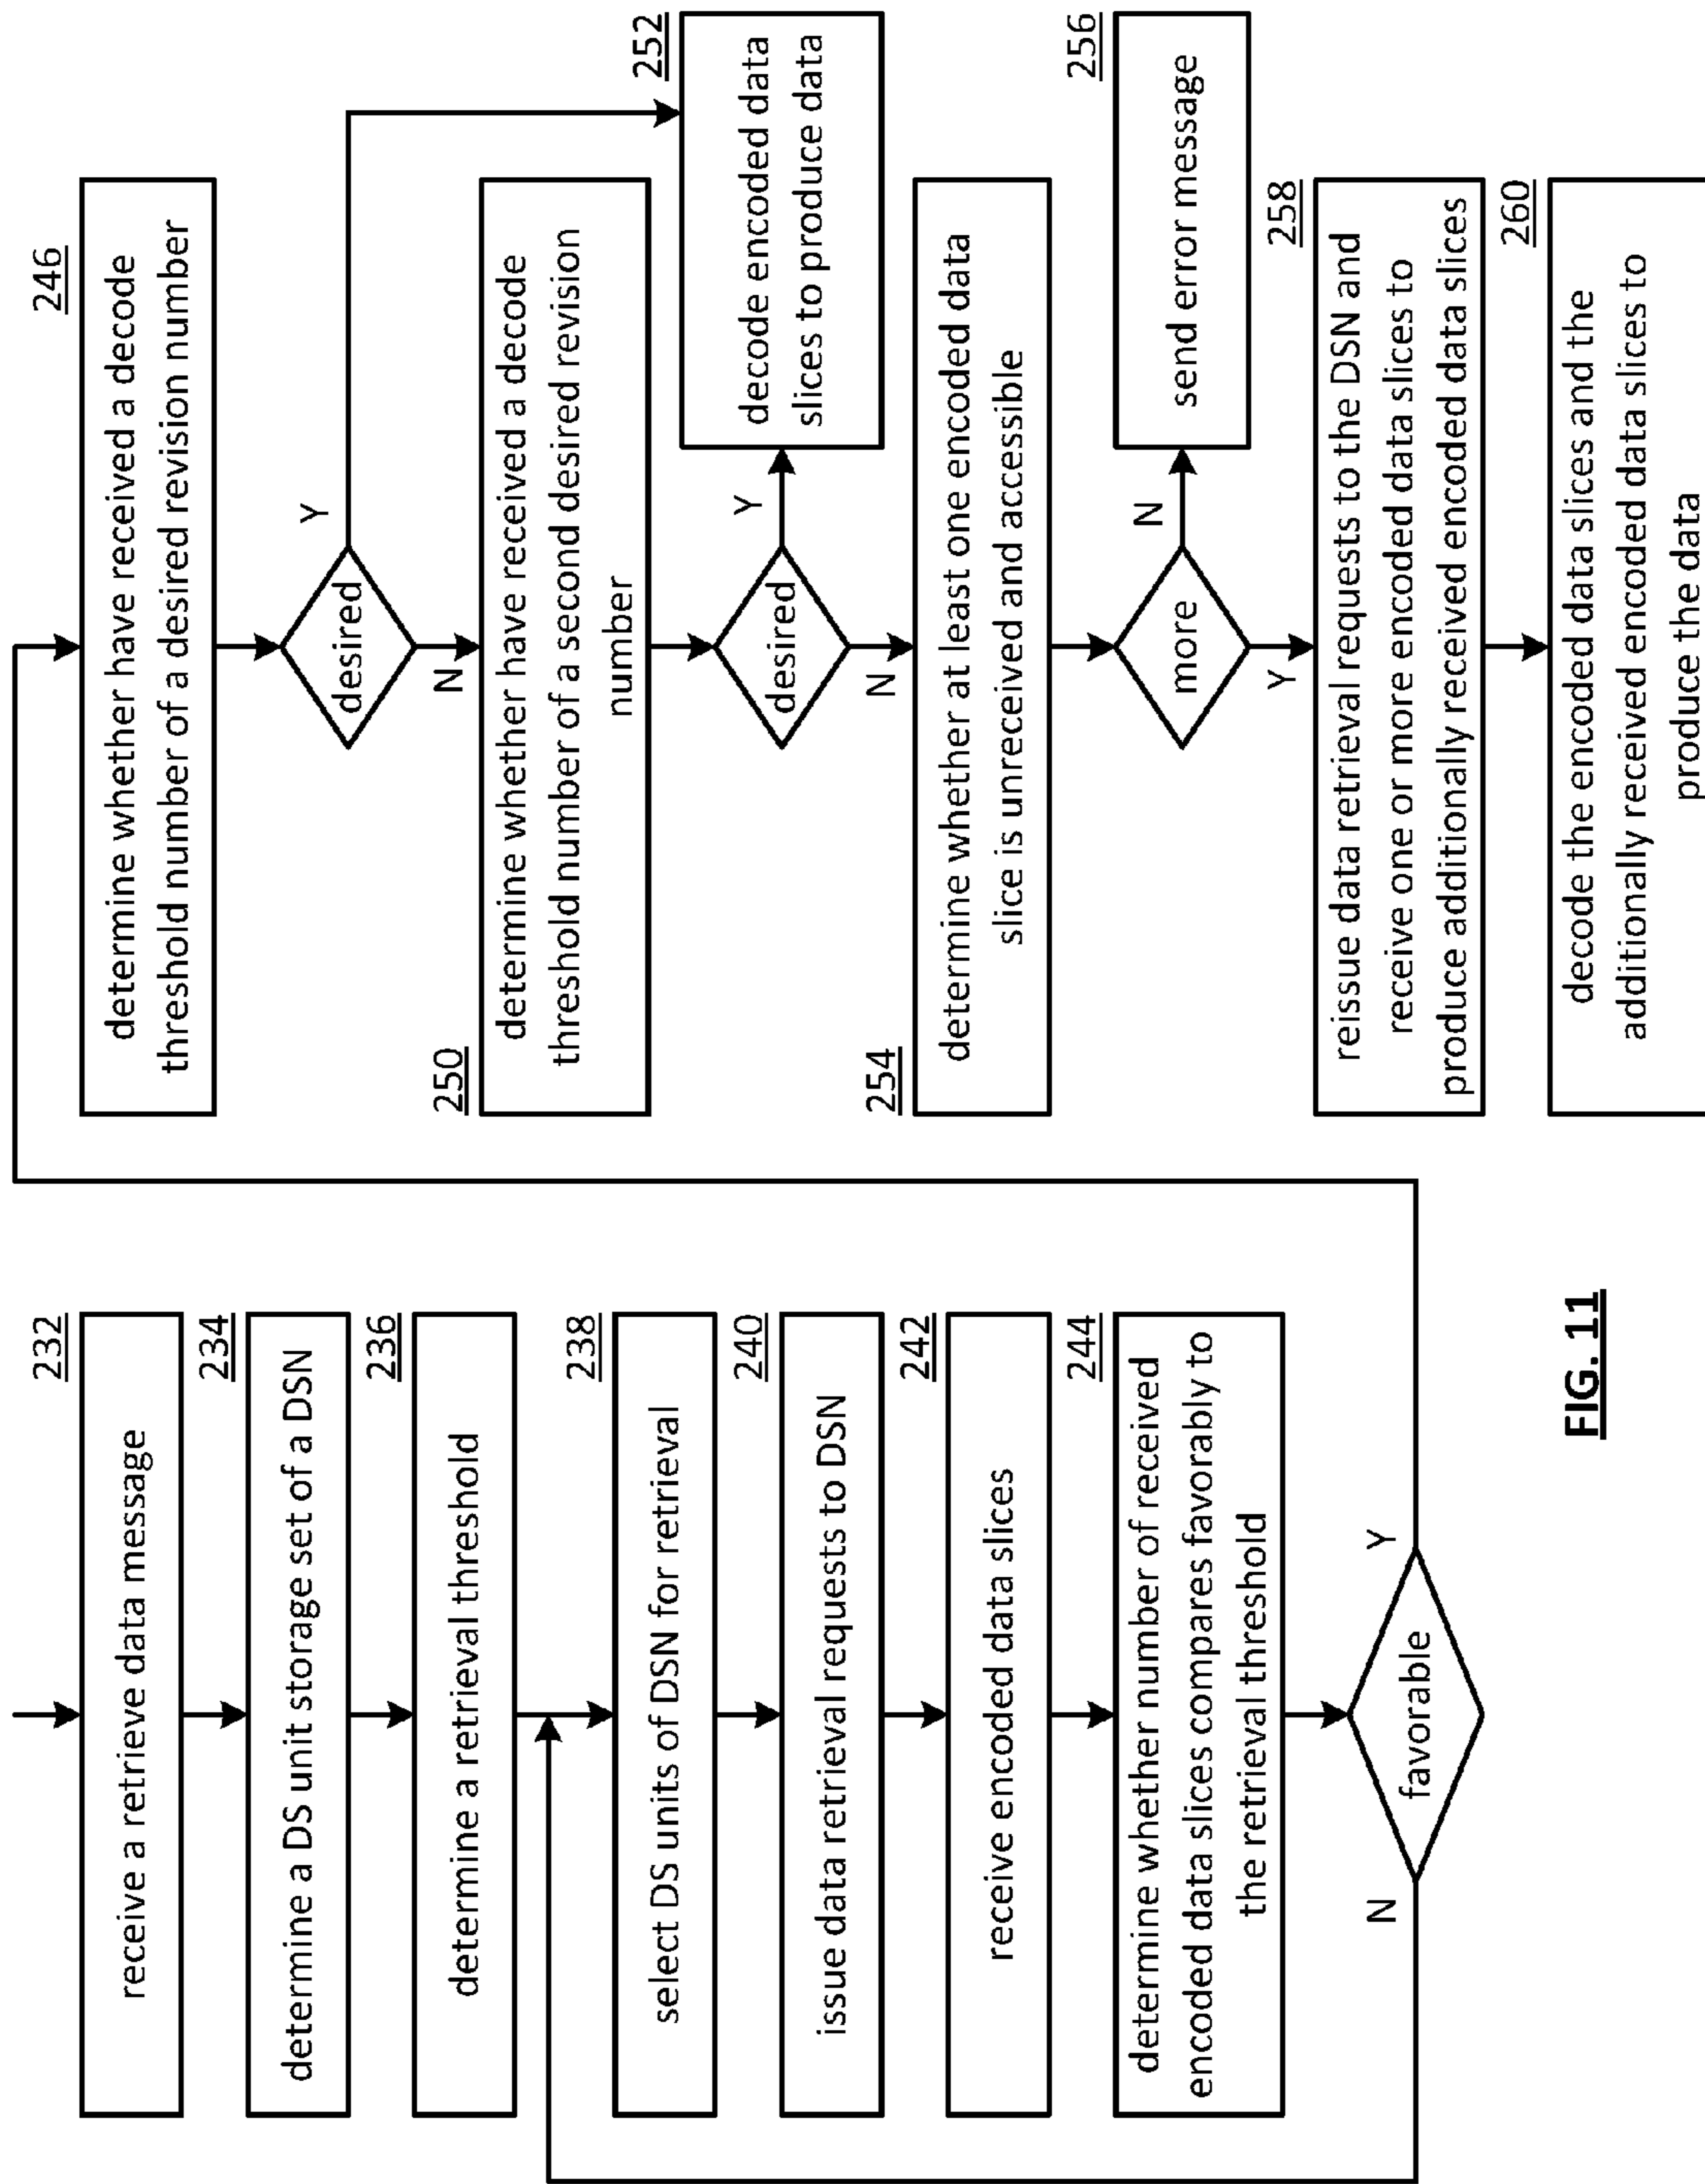 232
receive a retrieve data message
234
determine a DS unit storage set of a DSN
236
determine a retrieval threshold
238
select DS units of DSN for retrieval
240
issue data retrieval requests to DSN
242
receive encoded data slices
244
determine whether number of received
encoded data slices compares favorably to
the retrieval threshold
favorable
N
Y
246
determine whether have received a decode
threshold number of a desired revision number
desired
Y
N
250
determine whether have received a decode
threshold number of a second desired revision
number
desired
Y
N
252
decode encoded data
slices to produce data
254
determine whether at least one encoded data
slice is unreceived and accessible
more
N
Y
256
send error message
258
reissue data retrieval requests to the DSN and
receive one or more encoded data slices to
produce additionally received encoded data slices
260
decode the encoded data slices and the
additionally received encoded data slices to
produce the data
FIG. 11